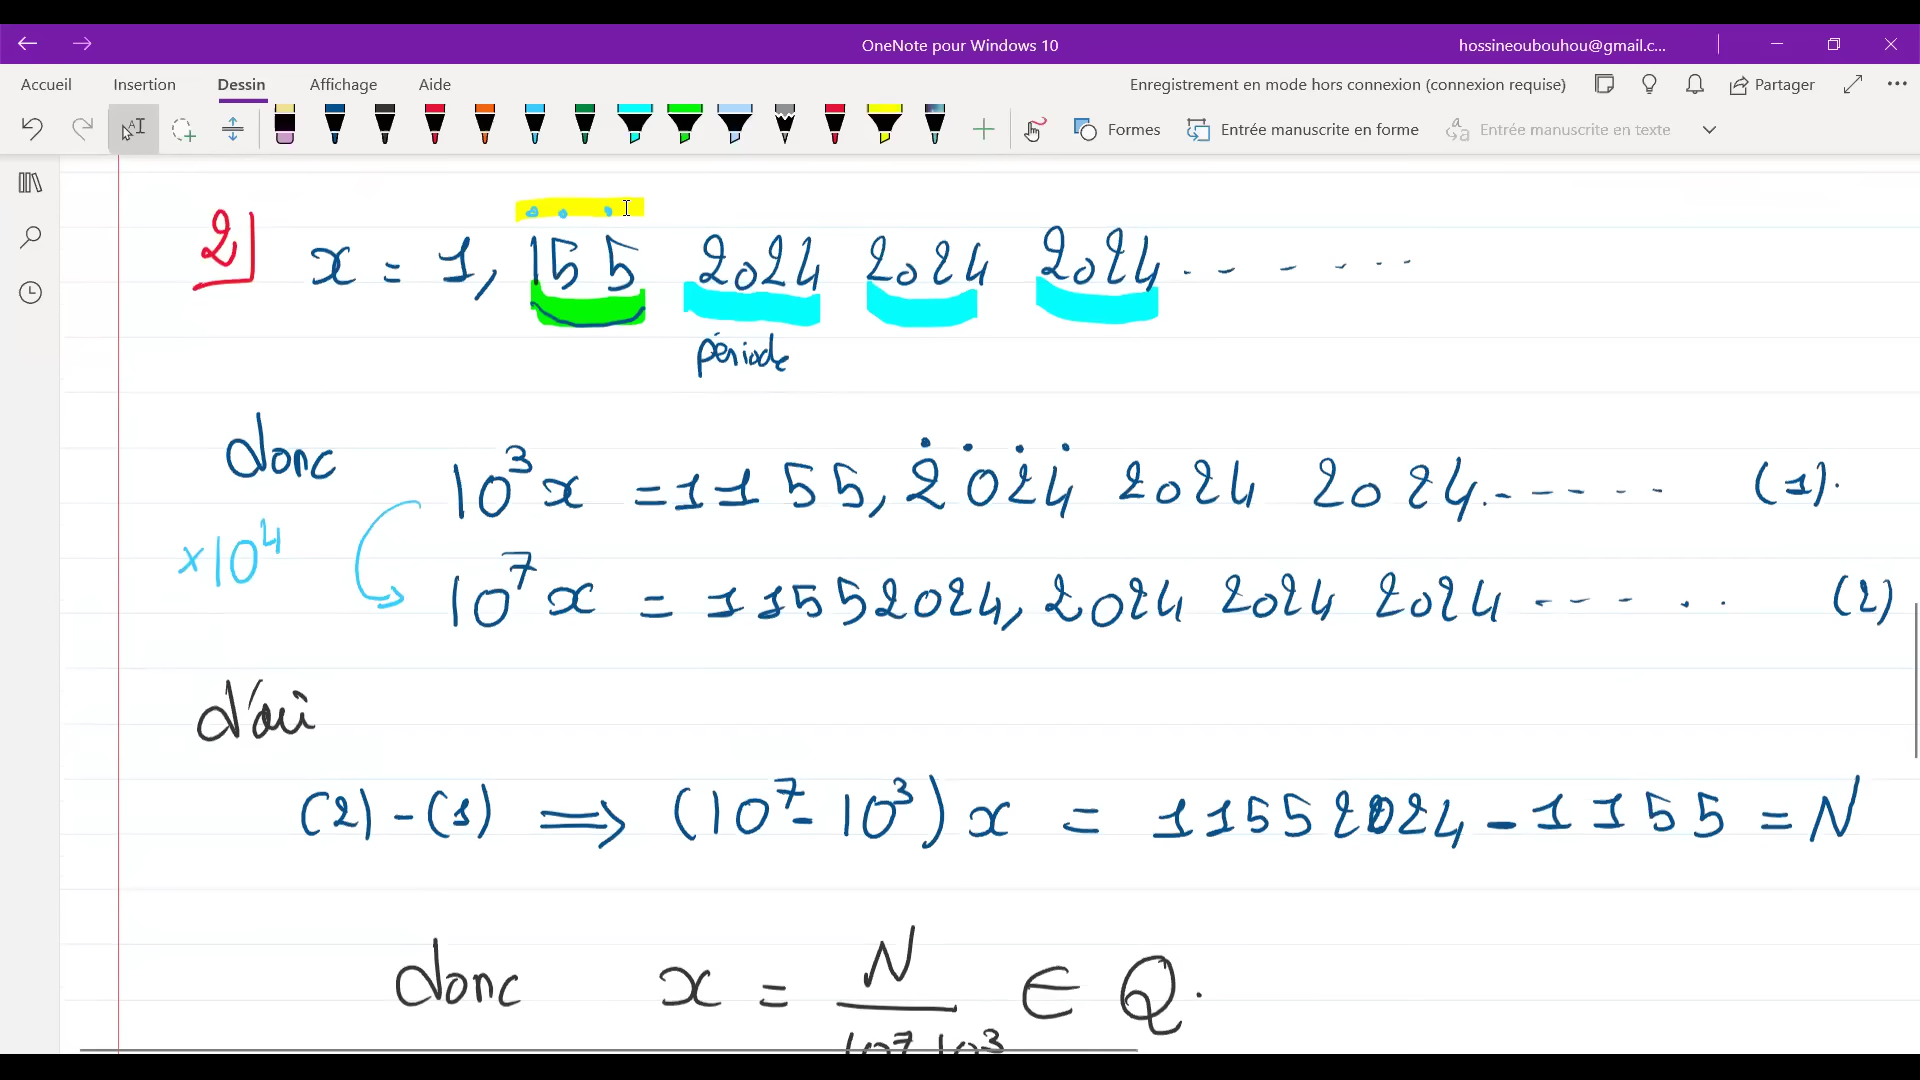 OneNote pour Windows 10
hossineoubouhou@gmail.c...
Accueil Insertion Dessin Affichage Aide
Enregistrement en mode hors connexion (connexion requise) Partager
Formes Entrée manuscrite en forme Entrée manuscrite en texte
2 x = 1, 155 2024 2024 2024 . - - - - - -
période
donc 10³x = 1155, 2024 2024 2024 . - - - - - (1).
×10⁴
10⁷x = 11552024, 2024 2024 2024 - - - - . . (2)
d'où
(2) - (1) ⟹ (10⁷ - 10³) x = 11552024 - 1155 = N
donc x = N / 10⁷ 10³ ∈ Q.